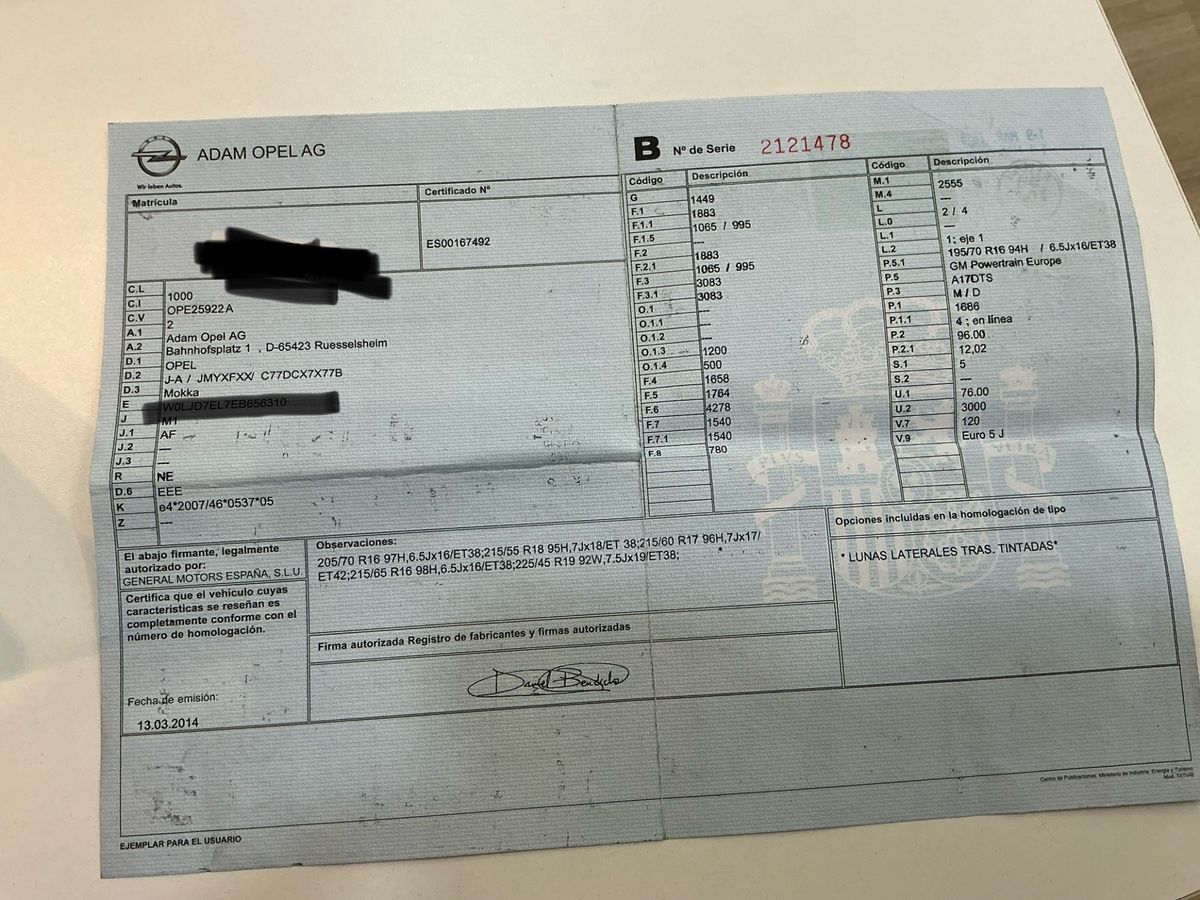 ADAM OPEL AG
Wir leben Autos.
Matrícula
Certificado Nº
ES00167492
C.L 1000
C.I OPE25922A
C.V 2
A.1 Adam Opel AG
A.2 Bahnhofsplatz 1 , D-65423 Ruesselsheim
D.1 OPEL
D.2 J-A / JMYXFXX/ C77DCX7X77B
D.3 Mokka
E
J M1
J.1 AF
J.2 ---
J.3 ---
R NE
D.6 EEE
K e4*2007/46*0537*05
Z ---
B Nº de Serie 2121478
Código Descripción
G 1449
F.1 1883
F.1.1 1065 / 995
F.1.5 ---
F.2 1883
F.2.1 1065 / 995
F.3 3083
F.3.1 3083
O.1 ---
O.1.1 ---
O.1.2 ---
O.1.3 1200
O.1.4 500
F.4 1658
F.5 1764
F.6 4278
F.7 1540
F.7.1 1540
F.8 780
Código Descripción
M.1 2555
M.4 ---
L 2 / 4
L.0 ---
L.1 1; eje 1
L.2 195/70 R16 94H / 6.5Jx16/ET38
P.5.1 GM Powertrain Europe
P.5 A17DTS
P.3 M / D
P.1 1686
P.1.1 4 ; en línea
P.2 96.00
P.2.1 12,02
S.1 5
S.2 ---
U.1 76.00
U.2 3000
V.7 120
V.9 Euro 5 J
El abajo firmante, legalmente
autorizado por:
GENERAL MOTORS ESPAÑA, S.L.U.
Certifica que el vehículo cuyas
características se reseñan es
completamente conforme con el
número de homologación.
Fecha de emisión:
13.03.2014
Observaciones:
205/70 R16 97H,6.5Jx16/ET38;215/55 R18 95H,7Jx18/ET 38;215/60 R17 96H,7Jx17/
ET42;215/65 R16 98H,6.5Jx16/ET38;225/45 R19 92W,7.5Jx19/ET38; *
Firma autorizada Registro de fabricantes y firmas autorizadas
Opciones incluidas en la homologación de tipo
* LUNAS LATERALES TRAS. TINTADAS*
PLVS VLTRA
Centro de Publicaciones. Ministerio de Industria, Energía y Turismo
EJEMPLAR PARA EL USUARIO